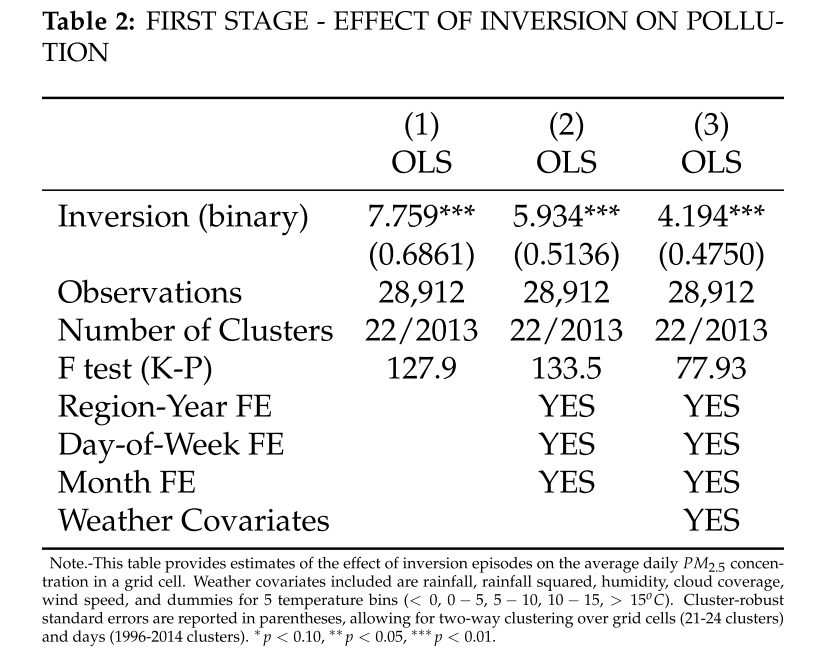 Table 2: FIRST STAGE - EFFECT OF INVERSION ON POLLU-
TION
(1) (2) (3)
OLS OLS OLS
Inversion (binary) 7.759*** 5.934*** 4.194***
(0.6861) (0.5136) (0.4750)
Observations 28,912 28,912 28,912
Number of Clusters 22/2013 22/2013 22/2013
F test (K-P) 127.9 133.5 77.93
Region-Year FE YES YES
Day-of-Week FE YES YES
Month FE YES YES
Weather Covariates YES
Note.-This table provides estimates of the effect of inversion episodes on the average daily PM2.5 concen-
tration in a grid cell. Weather covariates included are rainfall, rainfall squared, humidity, cloud coverage,
wind speed, and dummies for 5 temperature bins (< 0, 0 − 5, 5 − 10, 10 − 15, > 15°C). Cluster-robust
standard errors are reported in parentheses, allowing for two-way clustering over grid cells (21-24 clusters)
and days (1996-2014 clusters). * p < 0.10, ** p < 0.05, *** p < 0.01.